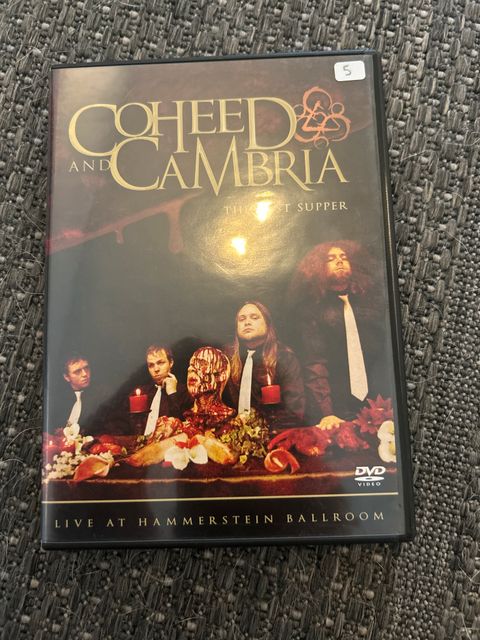 5
COHEED
AND CAMBRIA
SUPPER
DVD
VIDEO
LIVE AT HAMMERSTEIN BALLROOM